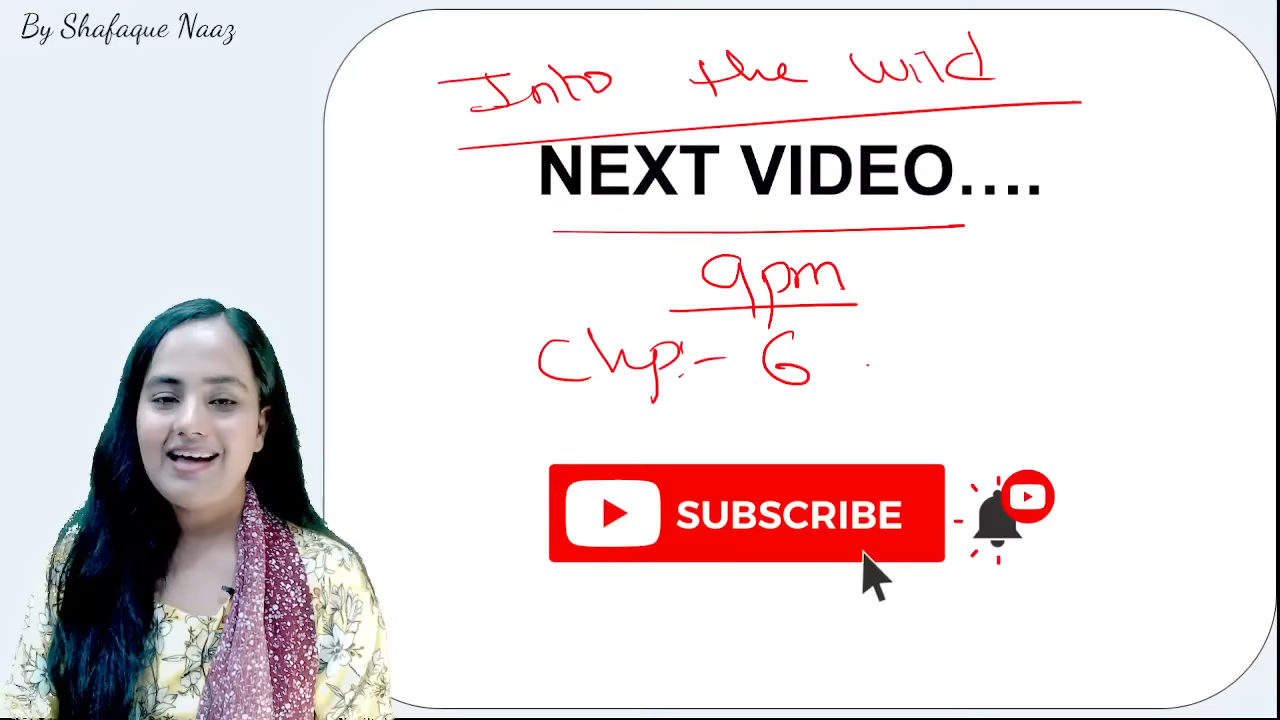 By Shafaque Naaz
Into the wild
NEXT VIDEO....
9pm
Chp:- 6
SUBSCRIBE